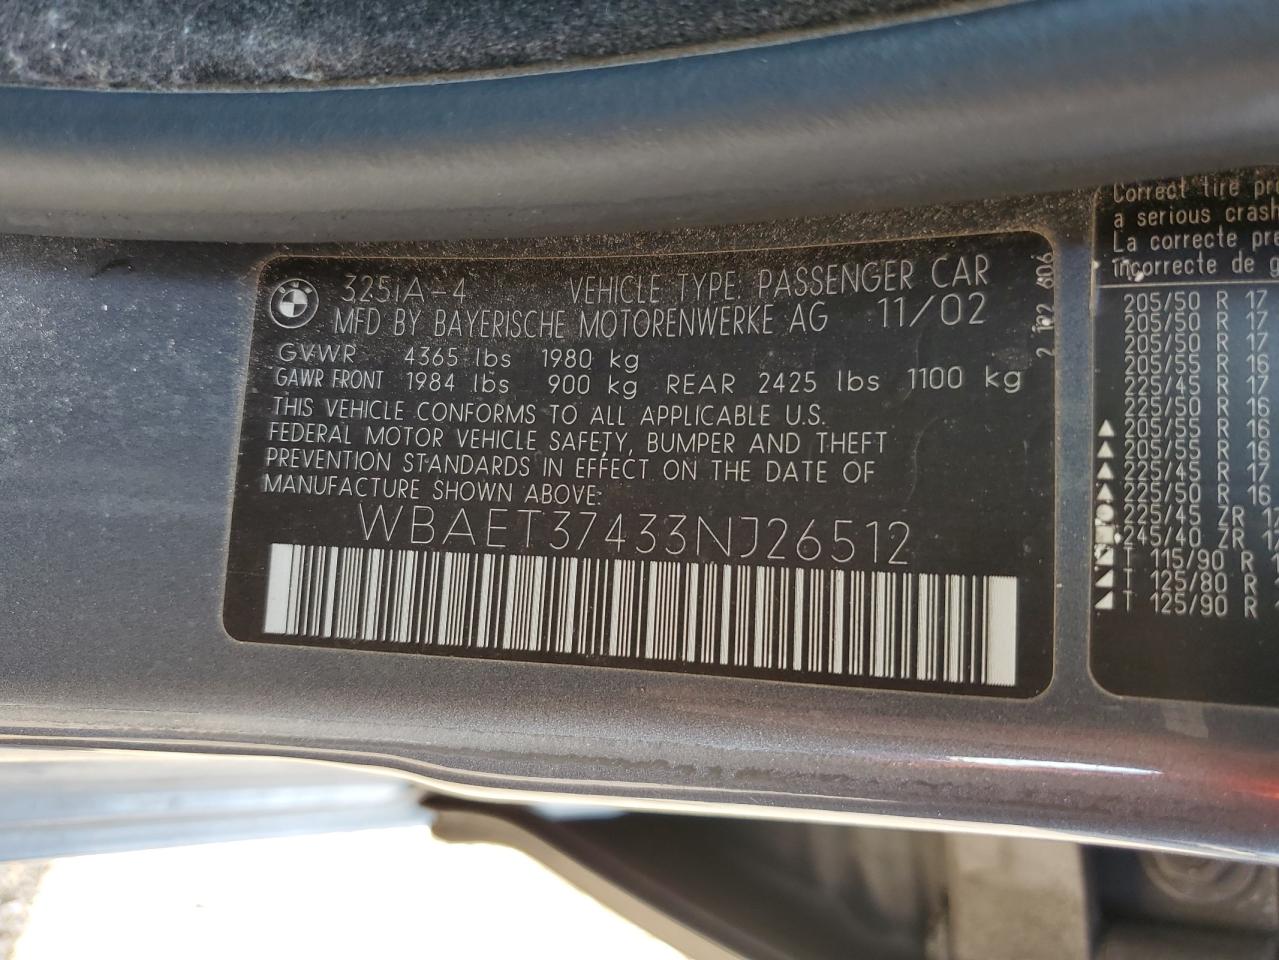 325iA-4 VEHICLE TYPE PASSENGER CAR
MFD BY BAYERISCHE MOTORENWERKE AG 11/02
GVWR 4365 lbs 1980 kg
GAWR FRONT 1984 lbs 900 kg REAR 2425 lbs 1100 kg
THIS VEHICLE CONFORMS TO ALL APPLICABLE U.S.
FEDERAL MOTOR VEHICLE SAFETY, BUMPER AND THEFT
PREVENTION STANDARDS IN EFFECT ON THE DATE OF
MANUFACTURE SHOWN ABOVE:
WBAET37433NJ26512
Correct tire
a serious crash
La correcte
incorrecte de
205/50 R 17
205/50 R 17
205/50 R 17
205/55 R 16
225/45 R 17
225/50 R 16
205/50 R 16
205/55 R 16
225/45 R 17
225/50 R 16
225/45 ZR
245/40 ZR
T 115/90 R
T 125/80 R
T 125/90 R